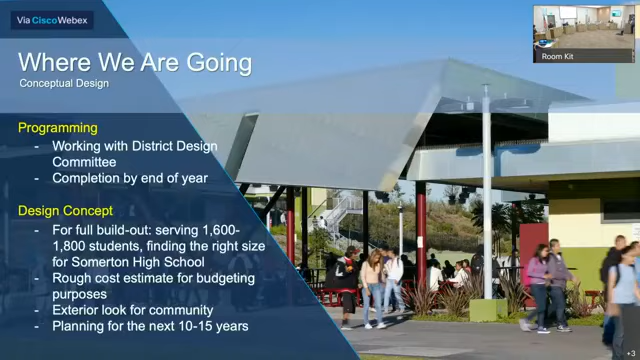 Via CiscoWebex
Room Kit
Where We Are Going
Conceptual Design
Programming
- Working with District Design
Committee
- Completion by end of year
Design Concept
- For full build-out: serving 1,600-
1,800 students, finding the right size
for Somerton High School
- Rough cost estimate for budgeting
purposes
- Exterior look for community
- Planning for the next 10-15 years
+3